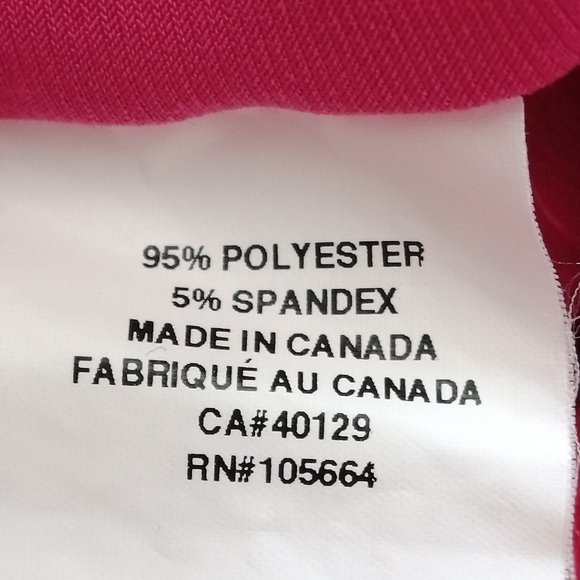 95% POLYESTER
5% SPANDEX
MADE IN CANADA
FABRIQUÉ AU CANADA
CA#40129
RN#105664